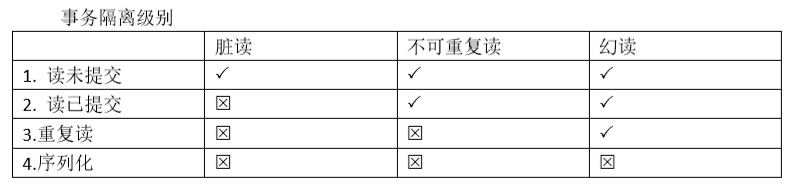 事务隔离级别
脏读 不可重复读 幻读
1. 读未提交 ✓ ✓ ✓
2. 读已提交 ☒ ✓ ✓
3.重复读 ☒ ☒ ✓
4.序列化 ☒ ☒ ☒